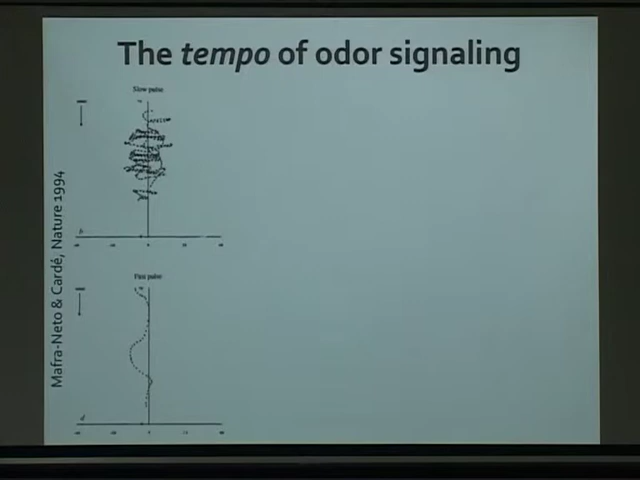 The tempo of odor signaling
Slow pulse
Mafra-Neto & Cardé, Nature 1994
Fast pulse